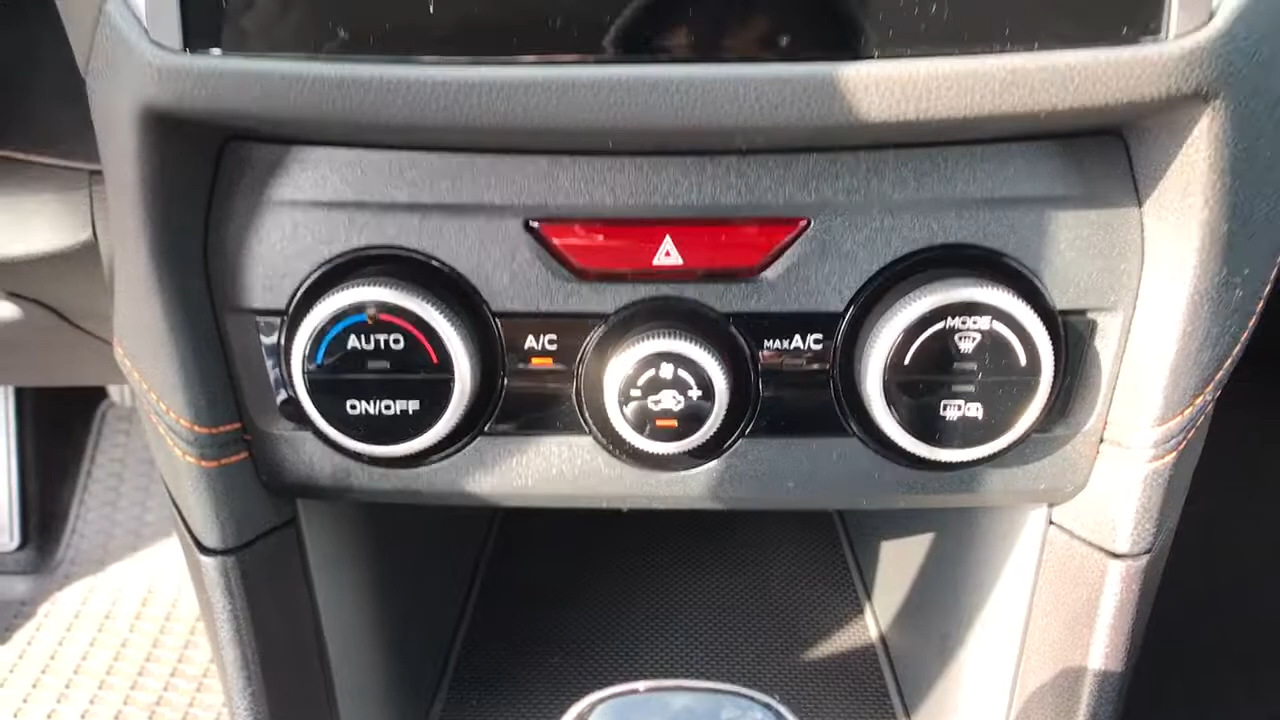 AUTO
ON/OFF
A/C
- +
MAX A/C
MODE